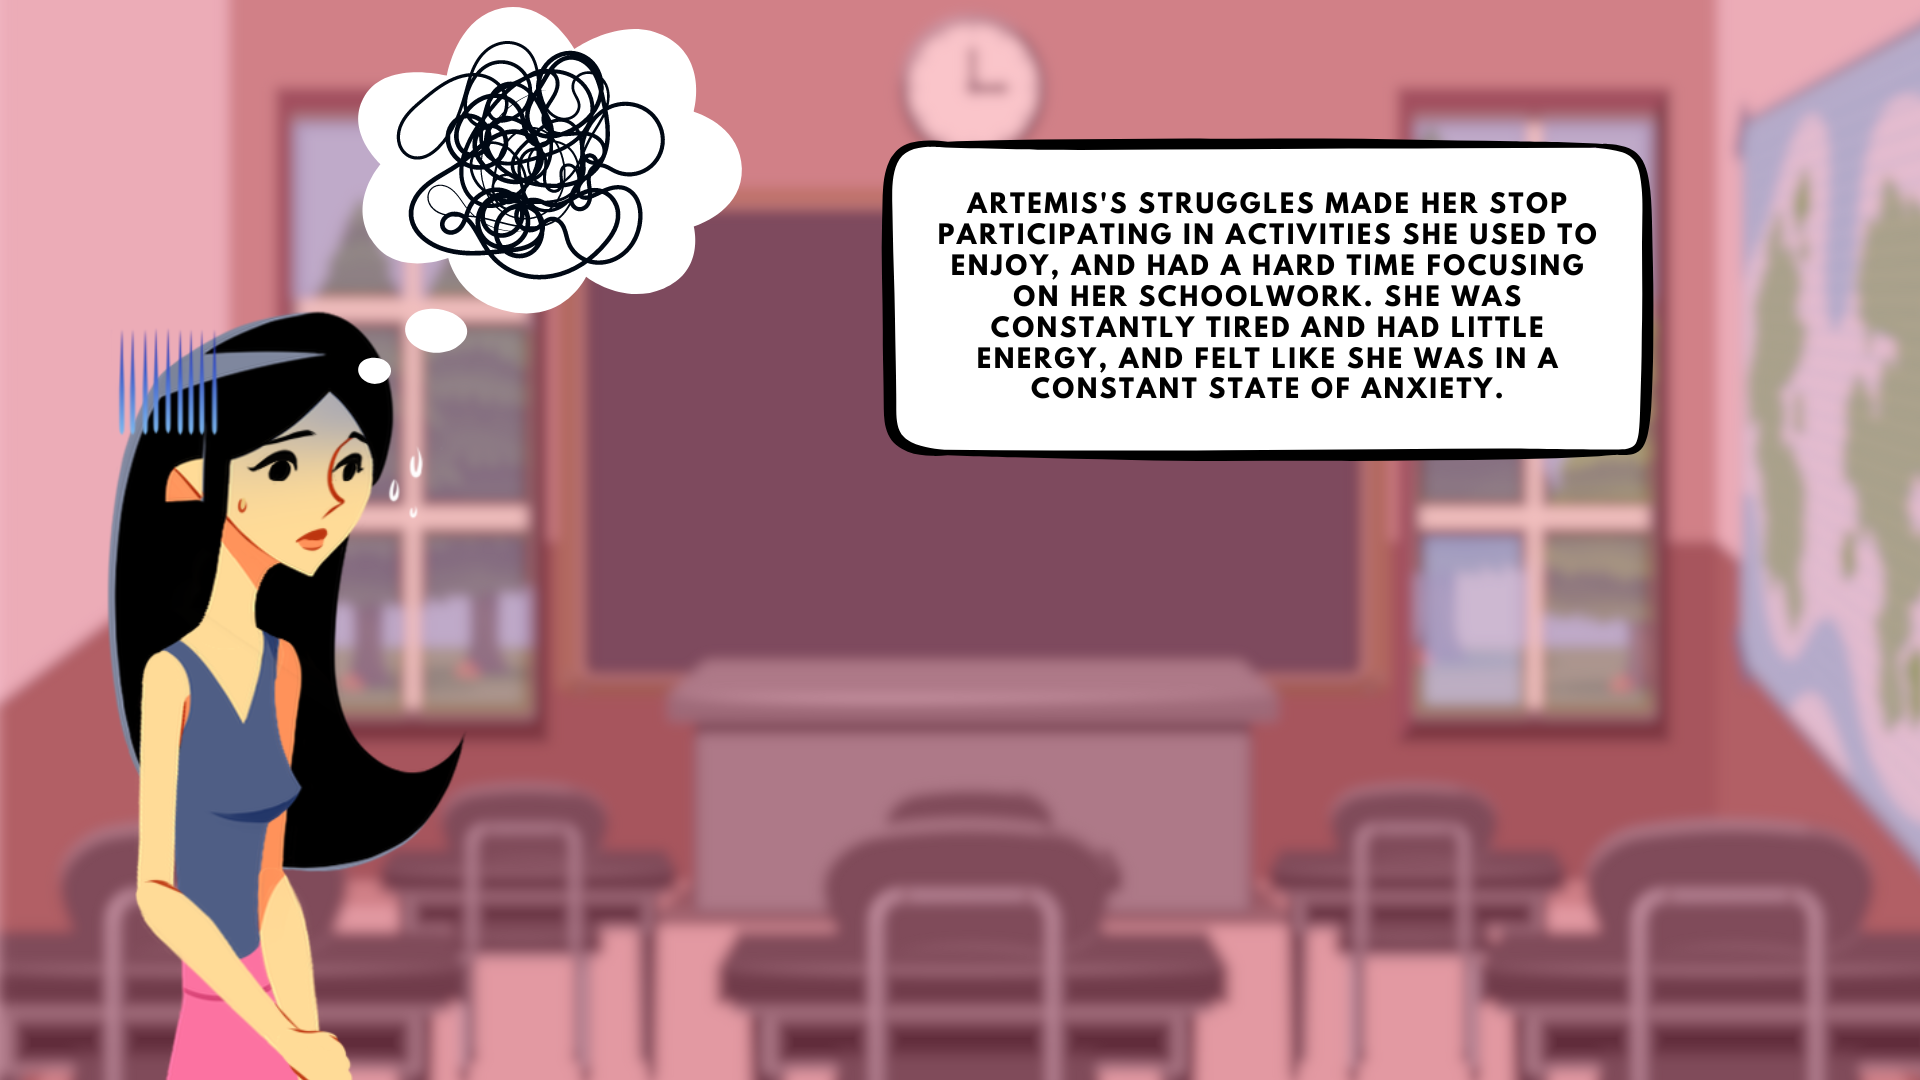 ARTEMIS'S STRUGGLES MADE HER STOP
PARTICIPATING IN ACTIVITIES SHE USED TO
ENJOY, AND HAD A HARD TIME FOCUSING
ON HER SCHOOLWORK. SHE WAS
CONSTANTLY TIRED AND HAD LITTLE
ENERGY, AND FELT LIKE SHE WAS IN A
CONSTANT STATE OF ANXIETY.